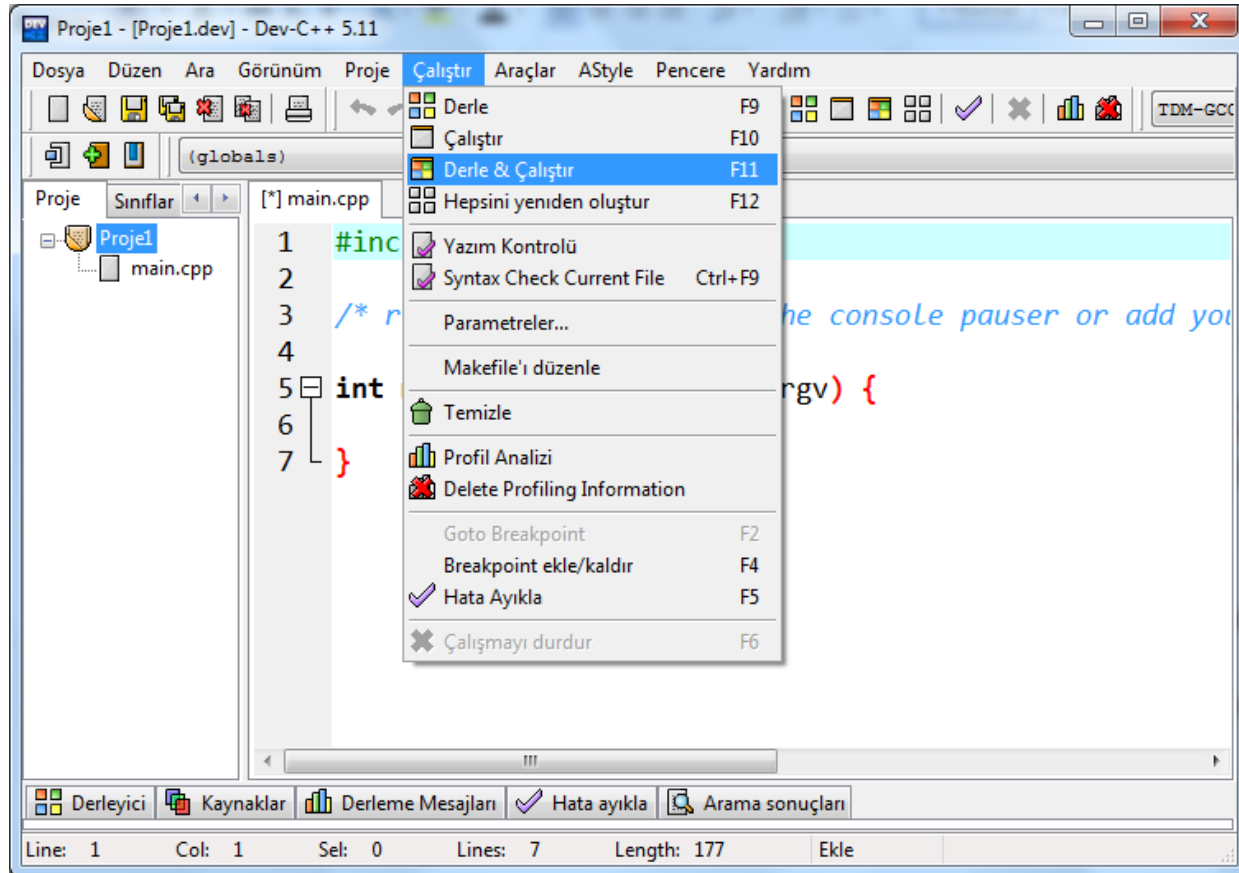 Proje1 - [Proje1.dev] - Dev-C++ 5.11
Dosya Düzen Ara Görünüm Proje Çalıştır Araçlar AStyle Pencere Yardım
TDM-GCC
(globals)
Proje Sınıflar
[*] main.cpp
Proje1
main.cpp
Derle F9
Çalıştır F10
Derle & Çalıştır F11
Hepsini yenıden oluştur F12
Yazım Kontrolü
Syntax Check Current File Ctrl+F9
Parametreler...
Makefile'ı düzenle
Temizle
Profil Analizi
Delete Profiling Information
Goto Breakpoint F2
Breakpoint ekle/kaldır F4
Hata Ayıkla F5
Çalışmayı durdur F6
1 #inc
2
3 /* r he console pauser or add you
4
5 int rgv) {
6
7 }
Derleyici Kaynaklar Derleme Mesajları Hata ayıkla Arama sonuçları
Line: 1 Col: 1 Sel: 0 Lines: 7 Length: 177 Ekle